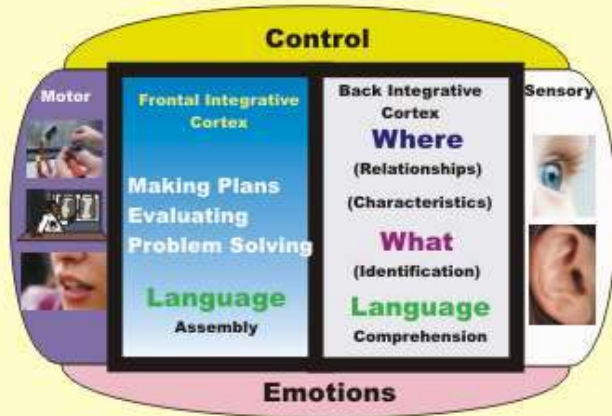 Control
Motor
Frontal Integrative
Cortex
Making Plans
Evaluating
Problem Solving
Language
Assembly
Back Integrative
Cortex
Where
(Relationships)
(Characteristics)
What
(Identification)
Language
Comprehension
Sensory
Emotions